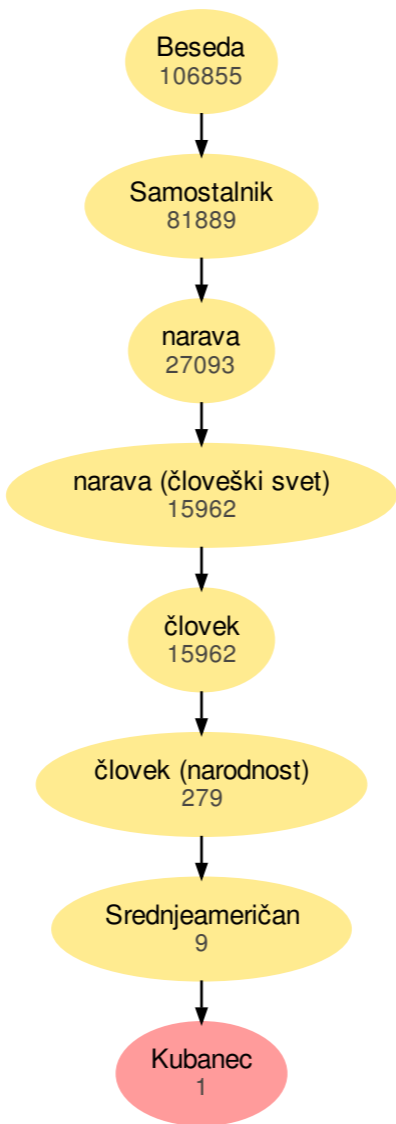 Beseda
106855
Samostalnik
81889
narava
27093
narava (človeški svet)
15962
človek
15962
človek (narodnost)
279
Srednjeameričan
9
Kubanec
1